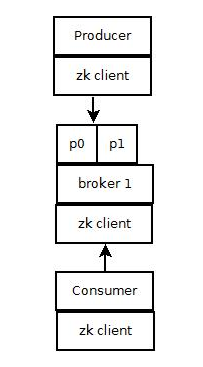 Producer
zk client
p0 p1
broker 1
zk client
Consumer
zk client